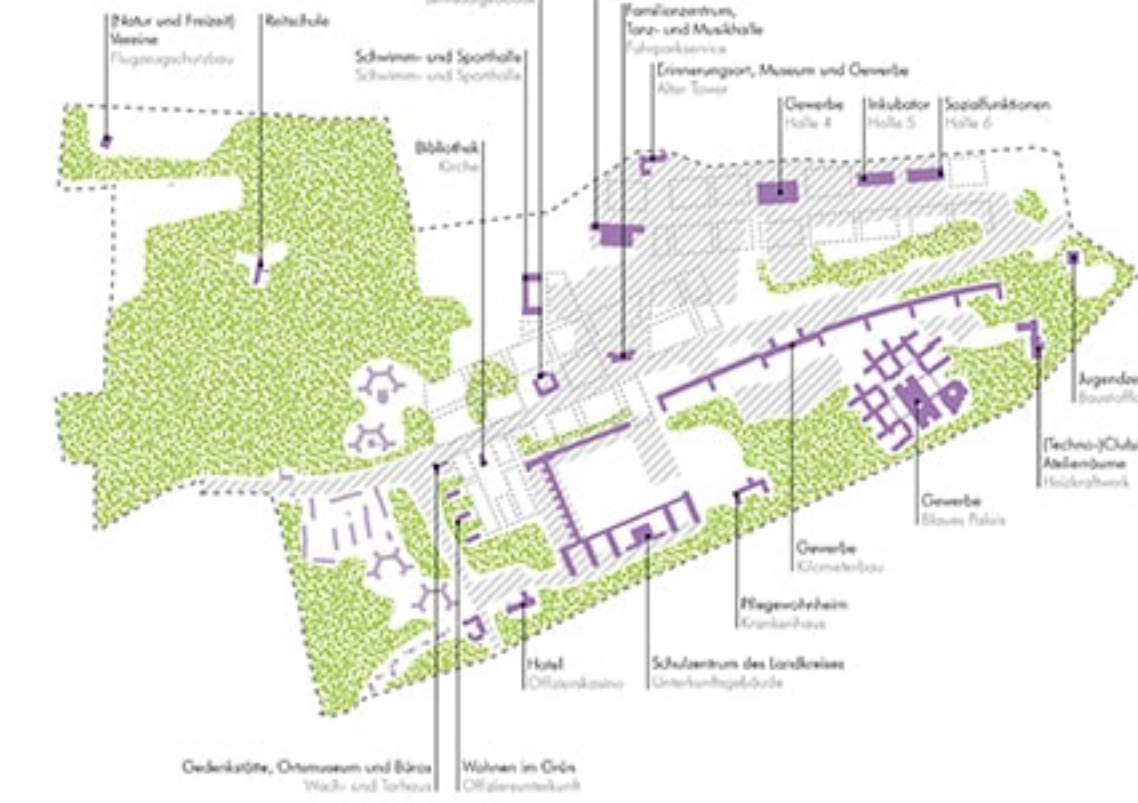 (Natur und Freizeit)
Vereine
Flugzeugschutzbau
Reitschule
Schwimm- und Sporthalle
Schwimm- und Sporthalle
Familienzentrum,
Tanz- und Musikhalle
Fuhrparkservice
Erinnerungsort, Museum und Gewerbe
Alter Tower
Gewerbe
Halle 4
Inkubator
Halle 5
Sozialfunktionen
Halle 6
Bibliothek
Kirche
(Techno-)
Atelierräume
Heizkraftwerk
Gewerbe
Blaues Palais
Gewerbe
Kilometerbau
Pflegewohnheim
Krankenhaus
Hotel
Offizierskasino
Schulzentrum des Landkreises
Unterkunftsgebäude
Gedenkstätte, Ortsmuseum und Büros
Wach- und Torhaus
Wohnen im Grün
Offiziersunterkunft